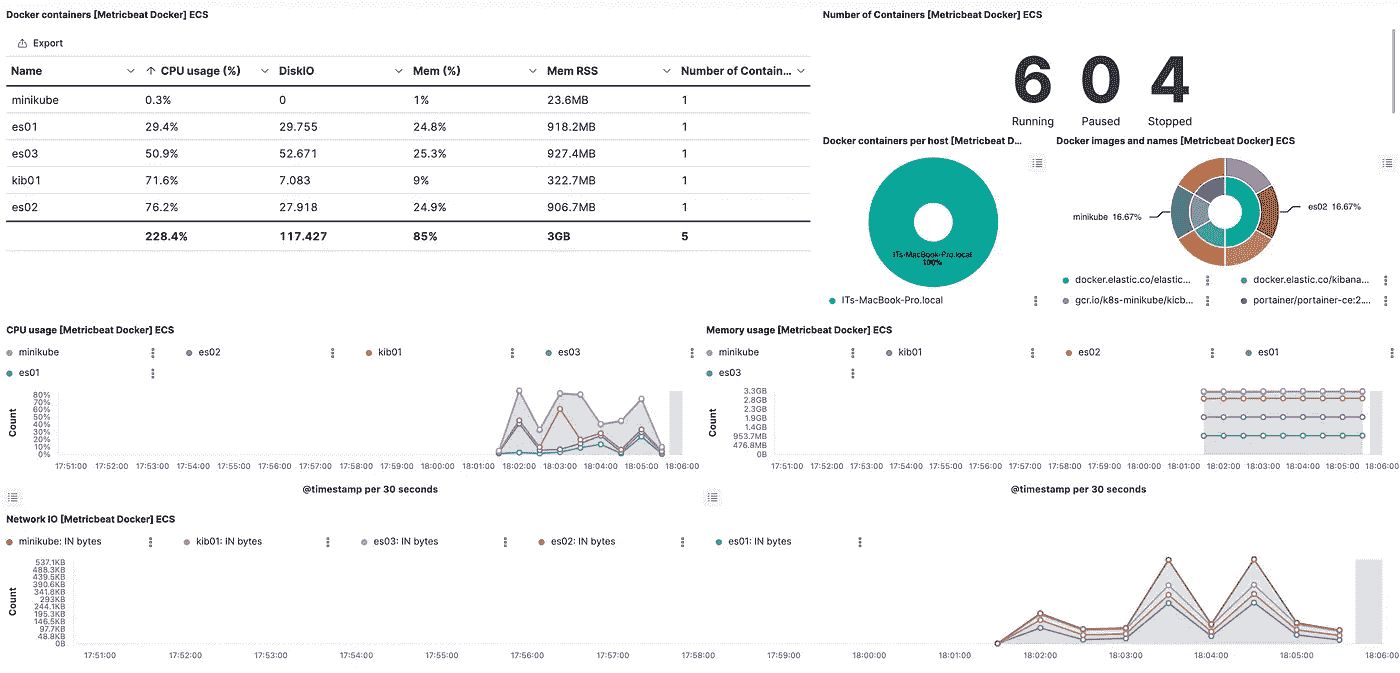 Docker containers [Metricbeat Docker] ECS
Export
Name CPU usage (%) DiskIO Mem (%) Mem RSS Number of Contain...
minikube 0.3% 0 1% 23.6MB 1
es01 29.4% 29.755 24.8% 918.2MB 1
es03 50.9% 52.671 25.3% 927.4MB 1
kib01 71.6% 7.083 9% 322.7MB 1
es02 76.2% 27.918 24.9% 906.7MB 1
228.4% 117.427 85% 3GB 5
Number of Containers [Metricbeat Docker] ECS
6 0 4
Running Paused Stopped
Docker containers per host [Metricbeat D...
ITs-MacBook-Pro.local
100%
ITs-MacBook-Pro.local
Docker images and names [Metricbeat Docker] ECS
minikube 16.67%
es02 16.67%
docker.elastic.co/elastic... docker.elastic.co/kibana...
gcr.io/k8s-minikube/kicb... portainer/portainer-ce:2....
CPU usage [Metricbeat Docker] ECS
minikube es02 kib01 es03
es01
Count
80%
70%
60%
50%
40%
30%
20%
10%
0%
17:51:00 17:52:00 17:53:00 17:54:00 17:55:00 17:56:00 17:57:00 17:58:00 17:59:00 18:00:00 18:01:00 18:02:00 18:03:00 18:04:00 18:05:00 18:06:00
@timestamp per 30 seconds
Memory usage [Metricbeat Docker] ECS
minikube kib01 es02 es01
es03
Count
3.3GB
2.8GB
2.3GB
1.9GB
1.4GB
953.7MB
476.8MB
0B
17:51:00 17:52:00 17:53:00 17:54:00 17:55:00 17:56:00 17:57:00 17:58:00 17:59:00 18:00:00 18:01:00 18:02:00 18:03:00 18:04:00 18:05:00 18:06:00
@timestamp per 30 seconds
Network IO [Metricbeat Docker] ECS
minikube: IN bytes kib01: IN bytes es03: IN bytes es02: IN bytes es01: IN bytes
Count
537.1KB
488.3KB
439.5KB
390.6KB
341.8KB
293KB
244.1KB
195.3KB
146.5KB
97.7KB
48.8KB
0B
17:51:00 17:52:00 17:53:00 17:54:00 17:55:00 17:56:00 17:57:00 17:58:00 17:59:00 18:00:00 18:01:00 18:02:00 18:03:00 18:04:00 18:05:00 18:06:00